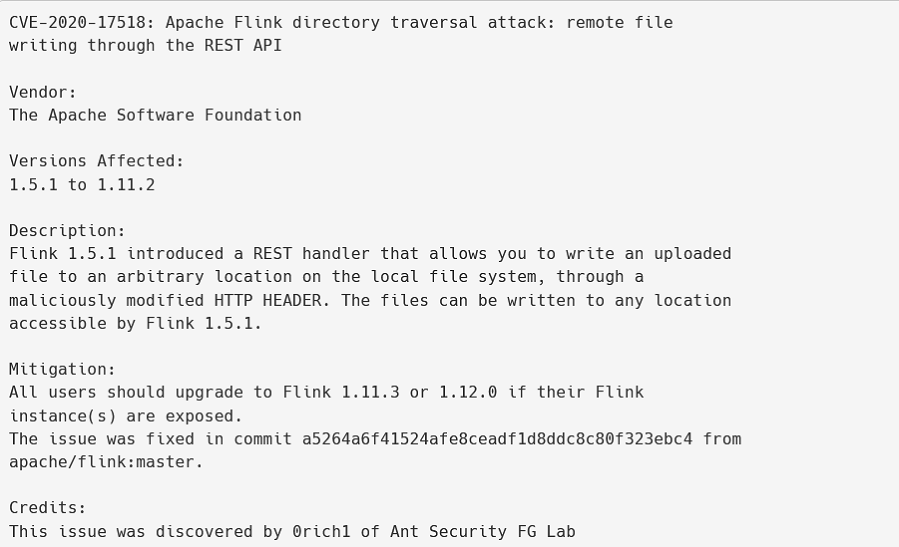 CVE-2020-17518: Apache Flink directory traversal attack: remote file
writing through the REST API
Vendor:
The Apache Software Foundation
Versions Affected:
1.5.1 to 1.11.2
Description:
Flink 1.5.1 introduced a REST handler that allows you to write an uploaded
file to an arbitrary location on the local file system, through a
maliciously modified HTTP HEADER. The files can be written to any location
accessible by Flink 1.5.1.
Mitigation:
All users should upgrade to Flink 1.11.3 or 1.12.0 if their Flink
instance(s) are exposed.
The issue was fixed in commit a5264a6f41524afe8ceadf1d8ddc8c80f323ebc4 from
apache/flink:master.
Credits:
This issue was discovered by 0rich1 of Ant Security FG Lab